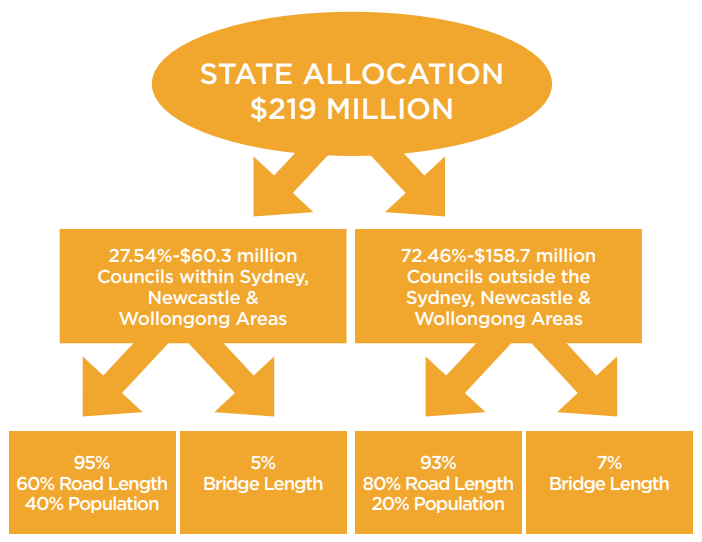 STATE ALLOCATION
$219 MILLION
27.54%-$60.3 million
Councils within Sydney,
Newcastle &
Wollongong Areas
72.46%-$158.7 million
Councils outside the
Sydney, Newcastle &
Wollongong Areas
95%
60% Road Length
40% Population
5%
Bridge Length
93%
80% Road Length
20% Population
7%
Bridge Length